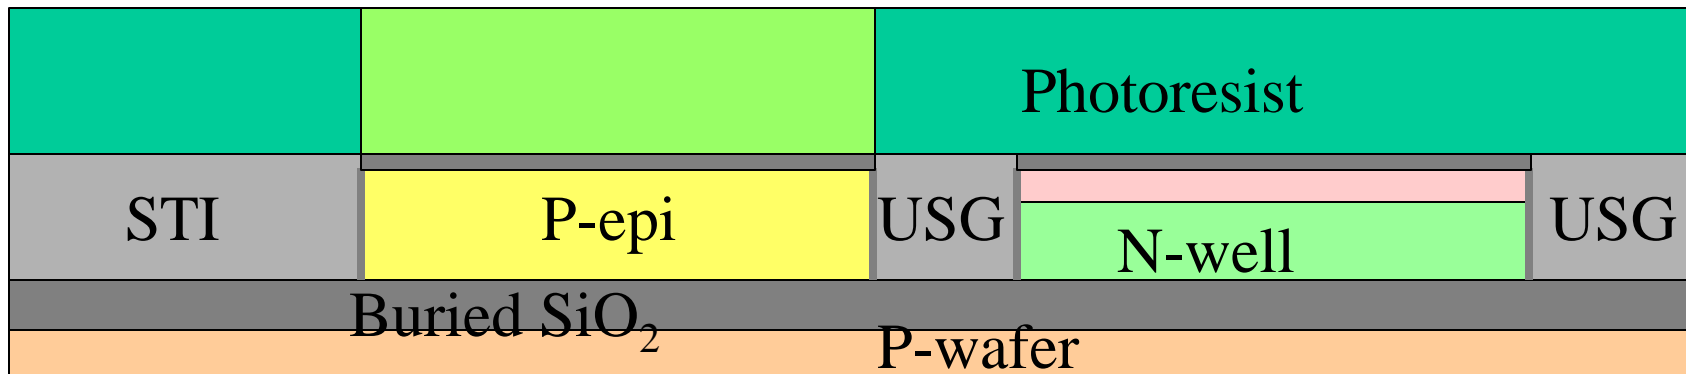 Photoresist
STI P-epi USG N-well USG
Buried SiO₂
P-wafer